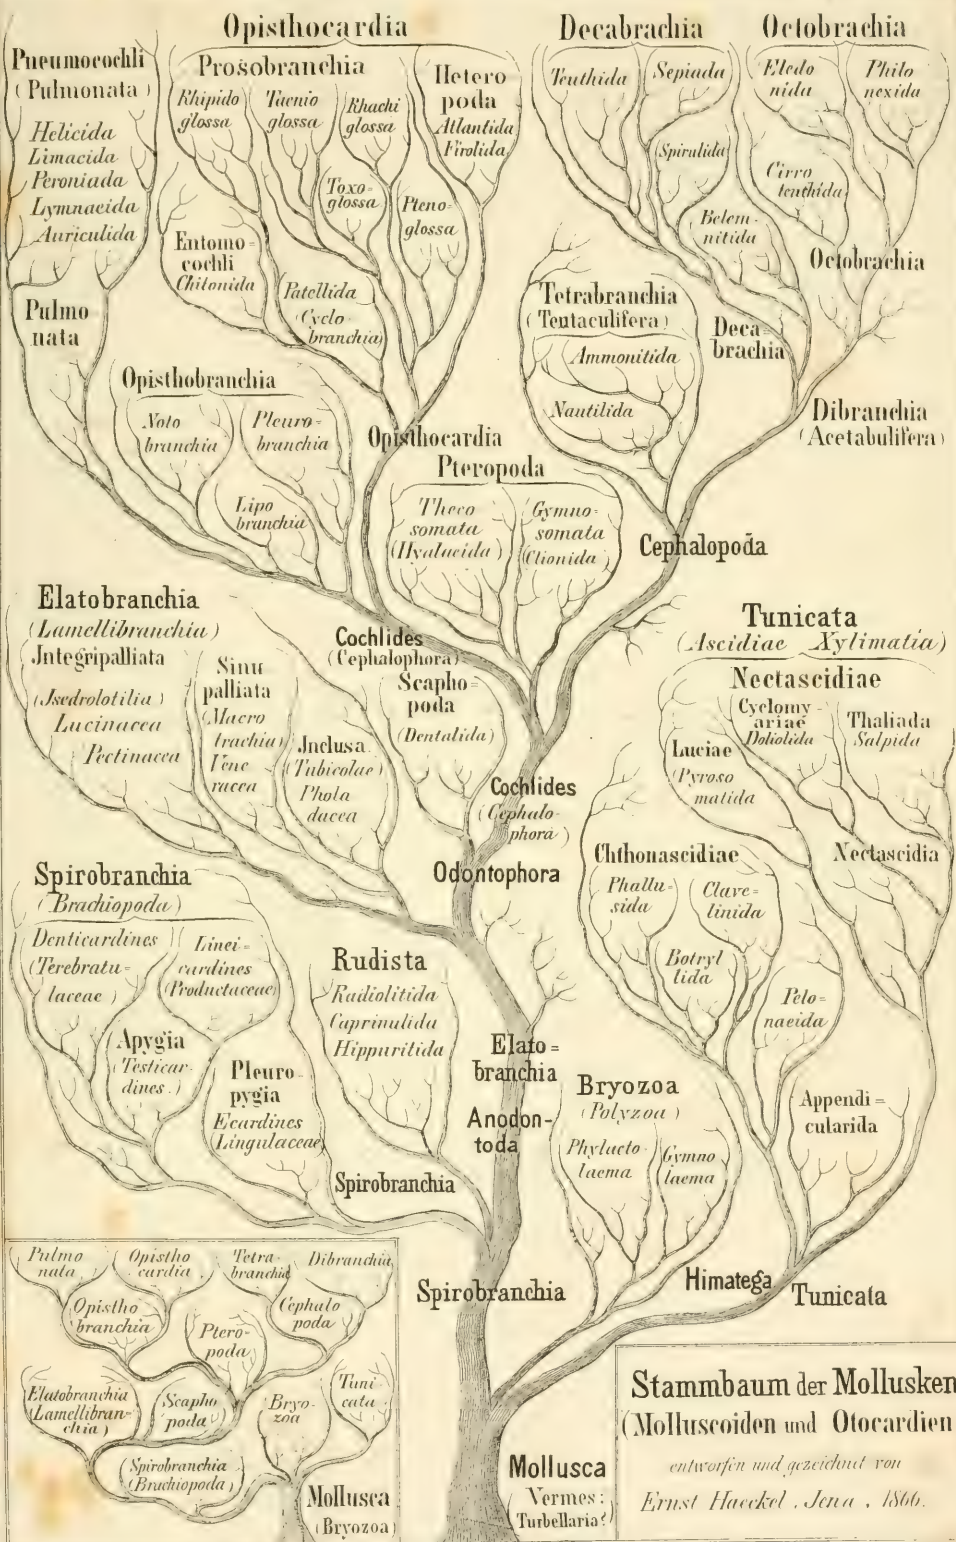 Opisthocardia
Decabrachia
Octobrachia
Pneumocochli
(Pulmonata)
Helicida
Limacida
Peroniada
Lymnaeida
Auriculida
Pulmo
nata
Prosobranchia
Rhipido
glossa
Taenio
glossa
Rhachi
glossa
Toxo=
glossa
Pteno=
glossa
Hetero
poda
Atlantida
Firolida
Entomo=
cochli
Chitonida
Patellida
(Cyclo
branchia)
Teuthida
Sepiada
Spirulida
Belem=
nitida
Eledo
nida
Philo
nexida
Cirro
teuthida
Octobrachia
Deca=
brachia
Tetrabranchia
(Tentaculifera)
Ammonitida
Nautilida
Dibranchia
(Acetabulifera)
Opisthobranchia
Noto
branchia
Pleuro=
branchia
Lipo
branchia
Opisthocardia
Pteropoda
Theco
somata
(Hyalaeida)
Gymno=
somata
(Clionida)
Cephalopoda
Elatobranchia
(Lamellibranchia)
Integripalliata
Lucinacea
Pectinacea
Sinu
palliata
(Macro
trachia)
Vene
racea
Inclusa
(Tubicolae)
Phola
dacea
Cochlides
(Cephalophora)
Scapho=
poda
(Dentalida)
Cochlides
(Cephalo-
phora)
Odontophora
Tunicata
(Ascidiae Xylimatia)
Nectascidiae
Cyclomy-
ariae
Doliolida
Thaliada
Salpida
Luciae
(Pyroso
matida
Nectascidia
Chthonascidiae
Phallu=
sida
Clave=
linida
Botryl
lida
Pelo=
naeida
Appendi=
cularida
Spirobranchia
(Brachiopoda)
Denticardines
(Terebratu=
laceae)
Linei=
cardines
(Productaceae)
Apygia
(Testicar-
dines.)
Pleuro
pygia
Ecardines
(Lingulaceae)
Rudista
Radiolitida
Caprinulida
Hippuritida
Elato=
branchia
Anodon-
toda
Bryozoa
(Polyzoa)
Phylacto
laema
Gymno
laema
Spirobranchia
Spirobranchia
Himatega
Tunicata
Pulmo
nata
Opistho
cardia
Tetra-
branchia
Dibranchia
Opistho
branchia
Ptero-
poda
Cephalo
poda
Elatobranchia
(Lamellibran=
chia)
Scapho
poda
Bryo-
zoa
Tuni
cata
Spirobranchia
(Brachiopoda)
Mollusca
(Bryozoa)
Mollusca
(Vermes:
Turbellaria?)
Stammbaum der Mollusken
(Molluscoiden und Otocardien
entworfen und gezeichnet von
Ernst Haeckel. Jena, 1866.